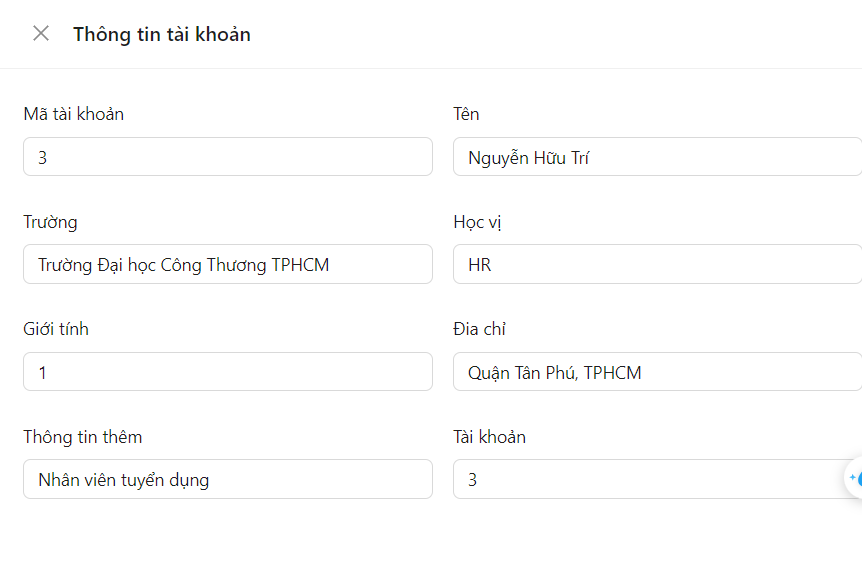 Thông tin tài khoản
Mã tài khoản
Tên
3
Nguyễn Hữu Trí
Trường
Học vị
Trường Đại học Công Thương TPHCM
HR
Giới tính
Đia chỉ
1
Quận Tân Phú, TPHCM
Thông tin thêm
Tài khoản
Nhân viên tuyển dụng
3